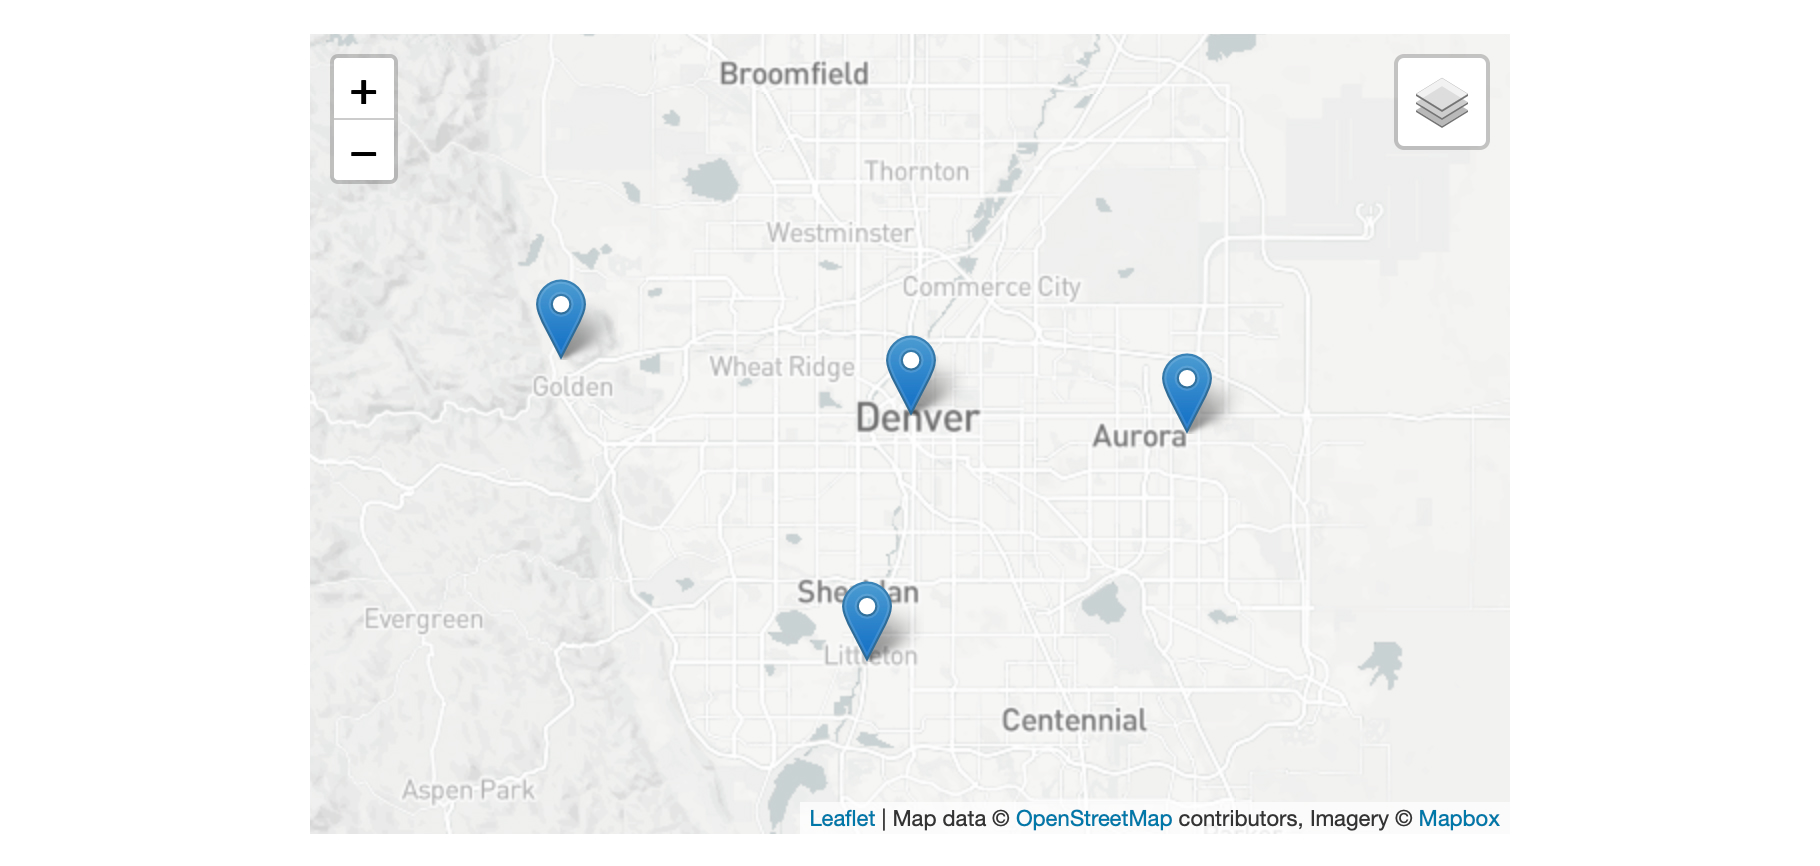 +
−
Broomfield
Thornton
Westminster
Commerce City
Wheat Ridge
Golden
Denver
Aurora
Sheridan
Evergreen
Littleton
Centennial
Aspen Park
Leaflet | Map data © OpenStreetMap contributors, Imagery © Mapbox